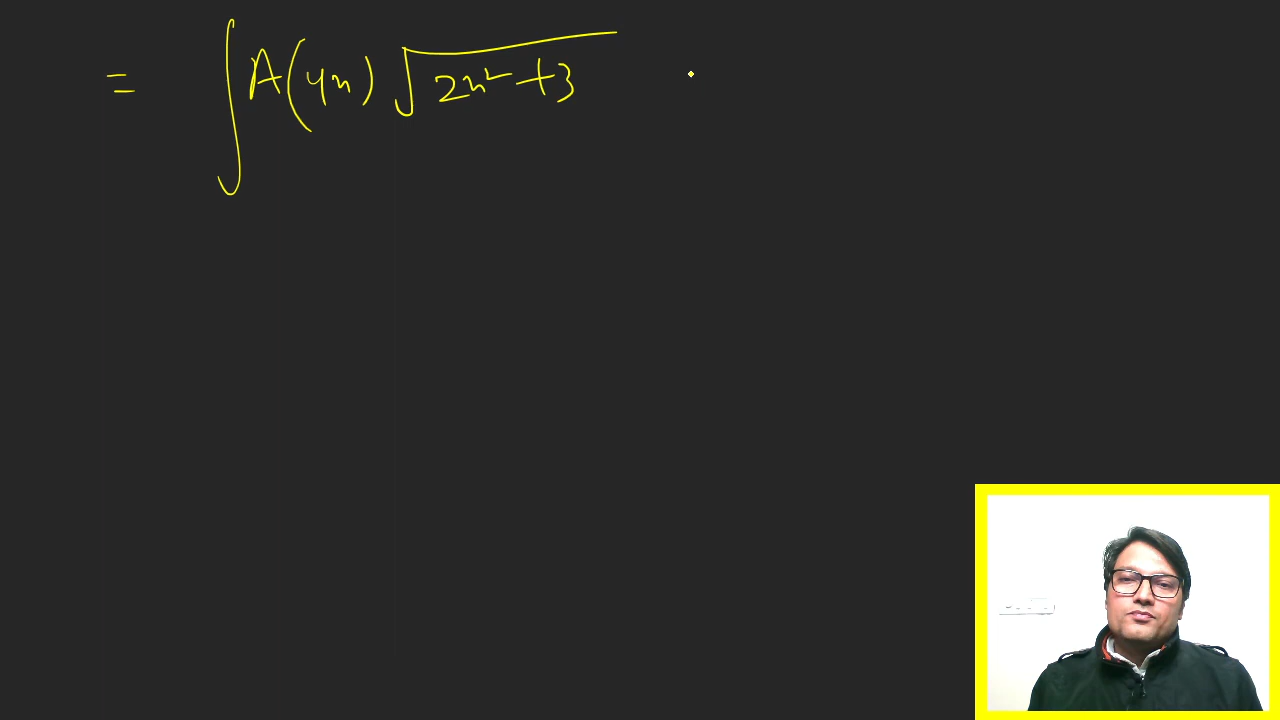 = ∫ A(4x) √(2x² + 3)